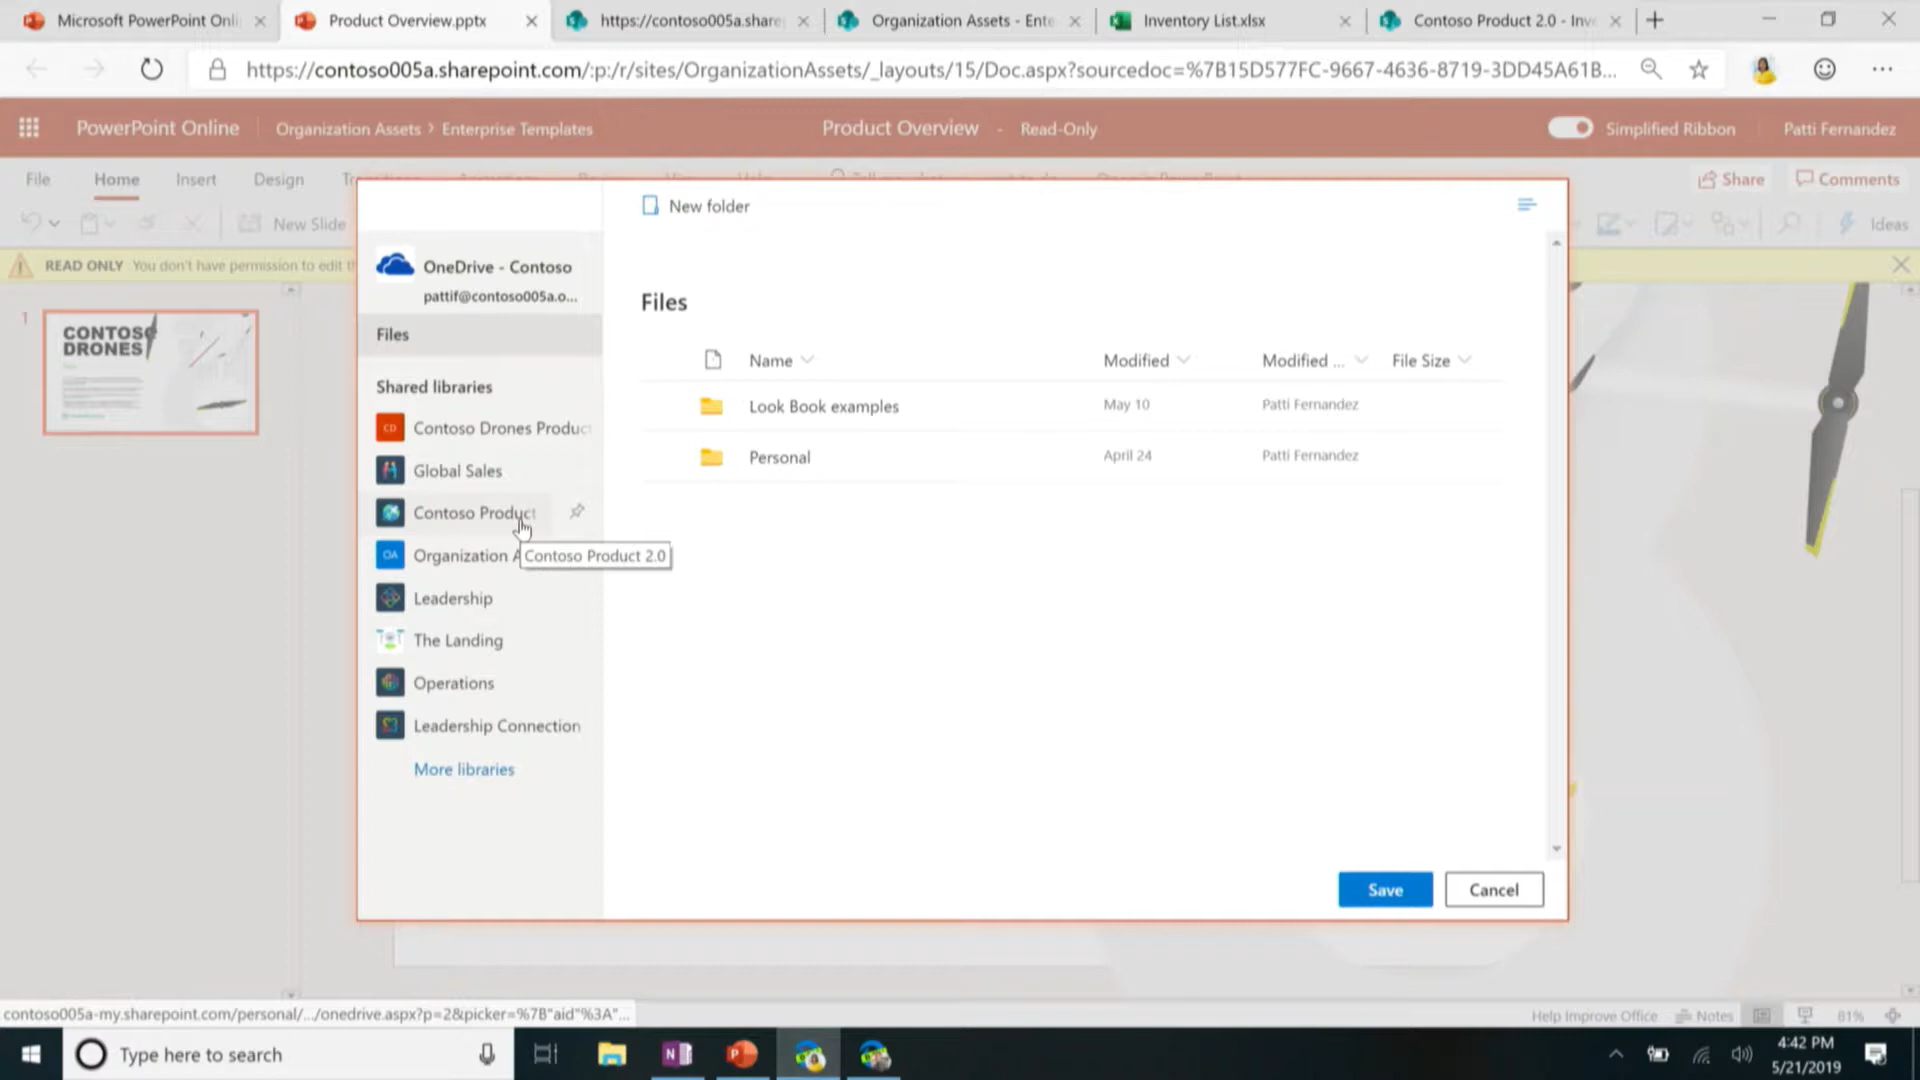 Microsoft PowerPoint Onli
Product Overview.pptx
https://contoso005a.share
Organization Assets - Ente
Inventory List.xlsx
Contoso Product 2.0 - Inv
https://contoso005a.sharepoint.com/:p:/r/sites/OrganizationAssets/_layouts/15/Doc.aspx?sourcedoc=%7B15D577FC-9667-4636-8719-3DD45A61B...
PowerPoint Online
Organization Assets > Enterprise Templates
Product Overview - Read-Only
Simplified Ribbon
Patti Fernandez
File
Home
Insert
Design
Share
Comments
New Slide
Ideas
READ ONLY You don't have permission to edit
1
CONTOSO
DRONES
New folder
OneDrive - Contoso
pattif@contoso005a.o...
Files
Shared libraries
CD Contoso Drones Produc
Global Sales
Contoso Product
OA Organization A
Contoso Product 2.0
Leadership
The Landing
Operations
Leadership Connection
More libraries
Files
Name
Modified
Modified ...
File Size
Look Book examples
May 10
Patti Fernandez
Personal
April 24
Patti Fernandez
Save
Cancel
contoso005a-my.sharepoint.com/personal/.../onedrive.aspx?p=2&picker=%7B"aid"%3A"...
Help Improve Office
Notes
81%
Type here to search
4:42 PM
5/21/2019